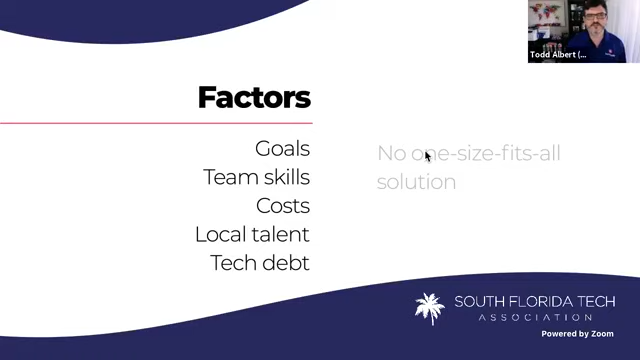 Todd Albert (...
Factors
Goals
Team skills
Costs
Local talent
Tech debt
No one-size-fits-all
solution
SOUTH FLORIDA TECH
ASSOCIATION
Powered by Zoom